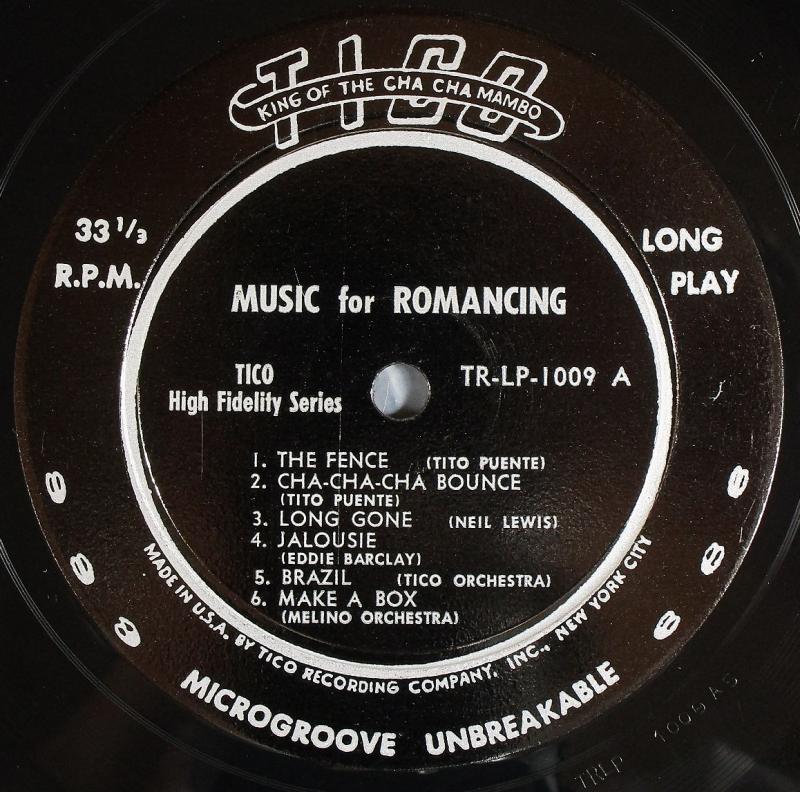 TICO
KING OF THE CHA CHA MAMBO
33 1/3
R.P.M.
LONG
PLAY
MUSIC for ROMANCING
TICO
High Fidelity Series
TR-LP-1009 A
1. THE FENCE (TITO PUENTE)
2. CHA-CHA-CHA BOUNCE
(TITO PUENTE)
3. LONG GONE (NEIL LEWIS)
4. JALOUSIE
(EDDIE BARCLAY)
5. BRAZIL (TICO ORCHESTRA)
6. MAKE A BOX
(MELINO ORCHESTRA)
MADE IN U.S.A. BY TICO RECORDING COMPANY, INC., NEW YORK CITY
MICROGROOVE UNBREAKABLE
TRLP